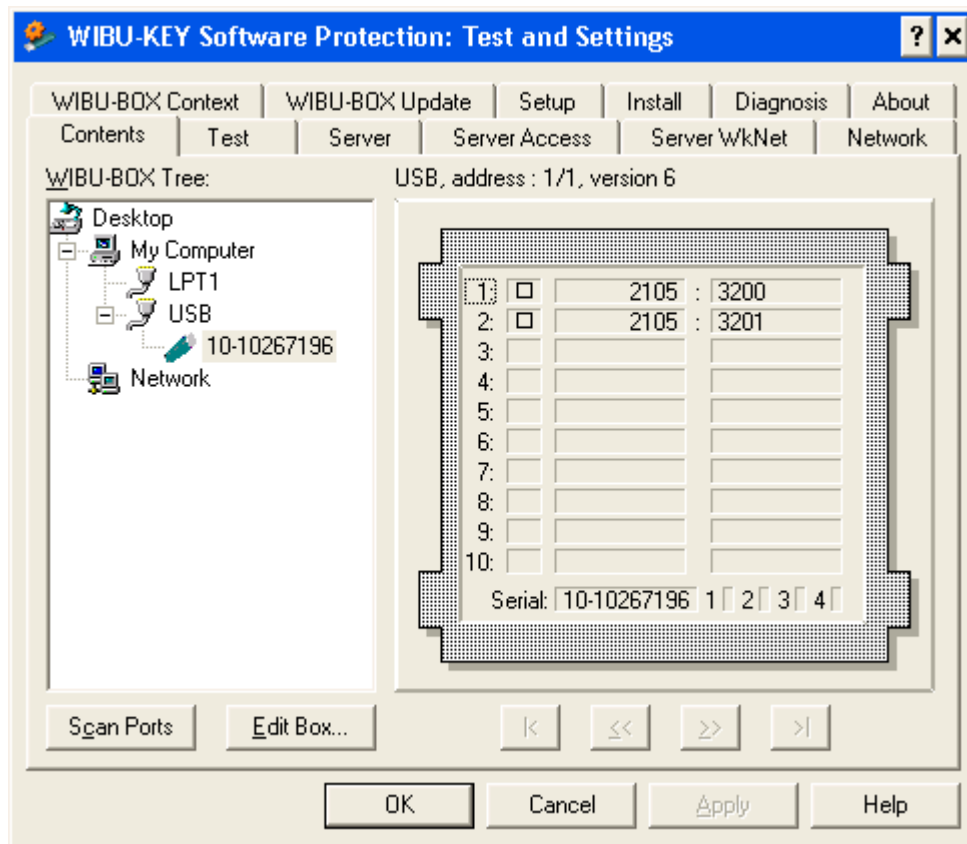 WIBU-KEY Software Protection: Test and Settings
WIBU-BOX Context WIBU-BOX Update Setup Install Diagnosis About
Contents Test Server Server Access Server WkNet Network
WIBU-BOX Tree:
USB, address : 1/1, version 6
Desktop
My Computer
LPT1
USB
10-10267196
Network
1: 2105 : 3200
2: 2105 : 3201
3:
4:
5:
6:
7:
8:
9:
10:
Serial: 10-10267196 1 2 3 4
Scan Ports Edit Box... |< << >> >|
OK Cancel Apply Help